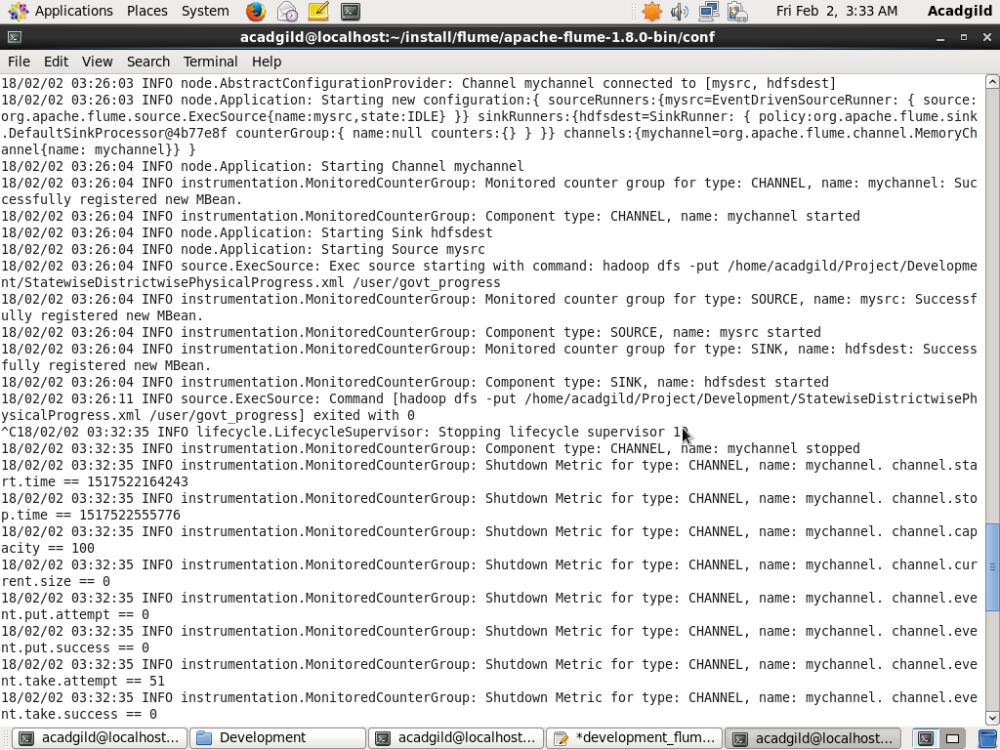 Applications Places System Fri Feb 2, 3:33 AM Acadgild
acadgild@localhost:~/install/flume/apache-flume-1.8.0-bin/conf
File Edit View Search Terminal Help
18/02/02 03:26:03 INFO node.AbstractConfigurationProvider: Channel mychannel connected to [mysrc, hdfsdest]
18/02/02 03:26:03 INFO node.Application: Starting new configuration:{ sourceRunners:{mysrc=EventDrivenSourceRunner: { source:
org.apache.flume.source.ExecSource{name:mysrc,state:IDLE} }} sinkRunners:{hdfsdest=SinkRunner: { policy:org.apache.flume.sink
.DefaultSinkProcessor@4b77e8f counterGroup:{ name:null counters:{} } }} channels:{mychannel=org.apache.flume.channel.MemoryCh
annel{name: mychannel}} }
18/02/02 03:26:04 INFO node.Application: Starting Channel mychannel
18/02/02 03:26:04 INFO instrumentation.MonitoredCounterGroup: Monitored counter group for type: CHANNEL, name: mychannel: Suc
cessfully registered new MBean.
18/02/02 03:26:04 INFO instrumentation.MonitoredCounterGroup: Component type: CHANNEL, name: mychannel started
18/02/02 03:26:04 INFO node.Application: Starting Sink hdfsdest
18/02/02 03:26:04 INFO node.Application: Starting Source mysrc
18/02/02 03:26:04 INFO source.ExecSource: Exec source starting with command: hadoop dfs -put /home/acadgild/Project/Developme
nt/StatewiseDistrictwisePhysicalProgress.xml /user/govt_progress
18/02/02 03:26:04 INFO instrumentation.MonitoredCounterGroup: Monitored counter group for type: SOURCE, name: mysrc: Successf
ully registered new MBean.
18/02/02 03:26:04 INFO instrumentation.MonitoredCounterGroup: Component type: SOURCE, name: mysrc started
18/02/02 03:26:04 INFO instrumentation.MonitoredCounterGroup: Monitored counter group for type: SINK, name: hdfsdest: Success
fully registered new MBean.
18/02/02 03:26:04 INFO instrumentation.MonitoredCounterGroup: Component type: SINK, name: hdfsdest started
18/02/02 03:26:11 INFO source.ExecSource: Command [hadoop dfs -put /home/acadgild/Project/Development/StatewiseDistrictwisePh
ysicalProgress.xml /user/govt_progress] exited with 0
^C18/02/02 03:32:35 INFO lifecycle.LifecycleSupervisor: Stopping lifecycle supervisor
18/02/02 03:32:35 INFO instrumentation.MonitoredCounterGroup: Component type: CHANNEL, name: mychannel stopped
18/02/02 03:32:35 INFO instrumentation.MonitoredCounterGroup: Shutdown Metric for type: CHANNEL, name: mychannel. channel.sta
rt.time == 1517522164243
18/02/02 03:32:35 INFO instrumentation.MonitoredCounterGroup: Shutdown Metric for type: CHANNEL, name: mychannel. channel.sto
p.time == 1517522555776
18/02/02 03:32:35 INFO instrumentation.MonitoredCounterGroup: Shutdown Metric for type: CHANNEL, name: mychannel. channel.cap
acity == 100
18/02/02 03:32:35 INFO instrumentation.MonitoredCounterGroup: Shutdown Metric for type: CHANNEL, name: mychannel. channel.cur
rent.size == 0
18/02/02 03:32:35 INFO instrumentation.MonitoredCounterGroup: Shutdown Metric for type: CHANNEL, name: mychannel. channel.eve
nt.put.attempt == 0
18/02/02 03:32:35 INFO instrumentation.MonitoredCounterGroup: Shutdown Metric for type: CHANNEL, name: mychannel. channel.eve
nt.put.success == 0
18/02/02 03:32:35 INFO instrumentation.MonitoredCounterGroup: Shutdown Metric for type: CHANNEL, name: mychannel. channel.eve
nt.take.attempt == 51
18/02/02 03:32:35 INFO instrumentation.MonitoredCounterGroup: Shutdown Metric for type: CHANNEL, name: mychannel. channel.eve
nt.take.success == 0
acadgild@localhost... Development acadgild@localhost... *development_flum... acadgild@localhost...